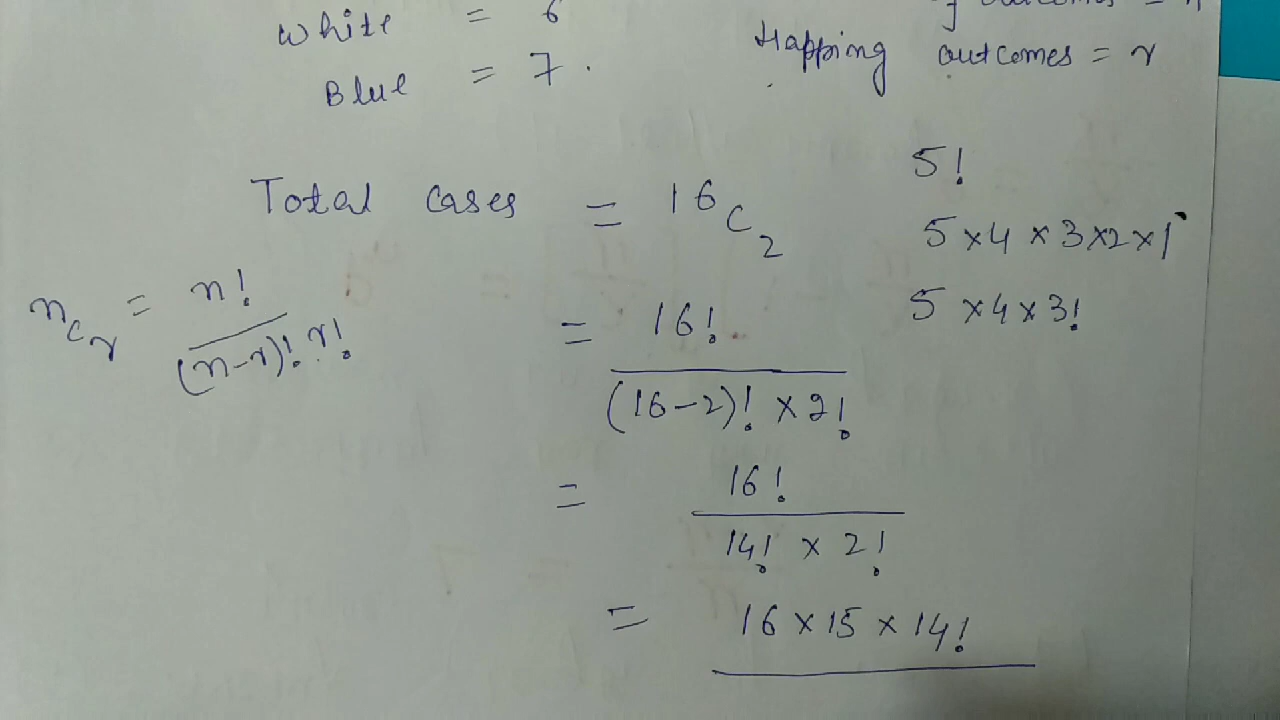 White = 6
outcomes = n
Blue = 7.
Happing outcomes = r
Total cases = 16C2
5!
5 × 4 × 3 × 2 × 1
5 × 4 × 3!
nCr = n! / (n-r)! r!
= 16!
(16-2)! × 2!
= 16!
14! × 2!
= 16 × 15 × 14!